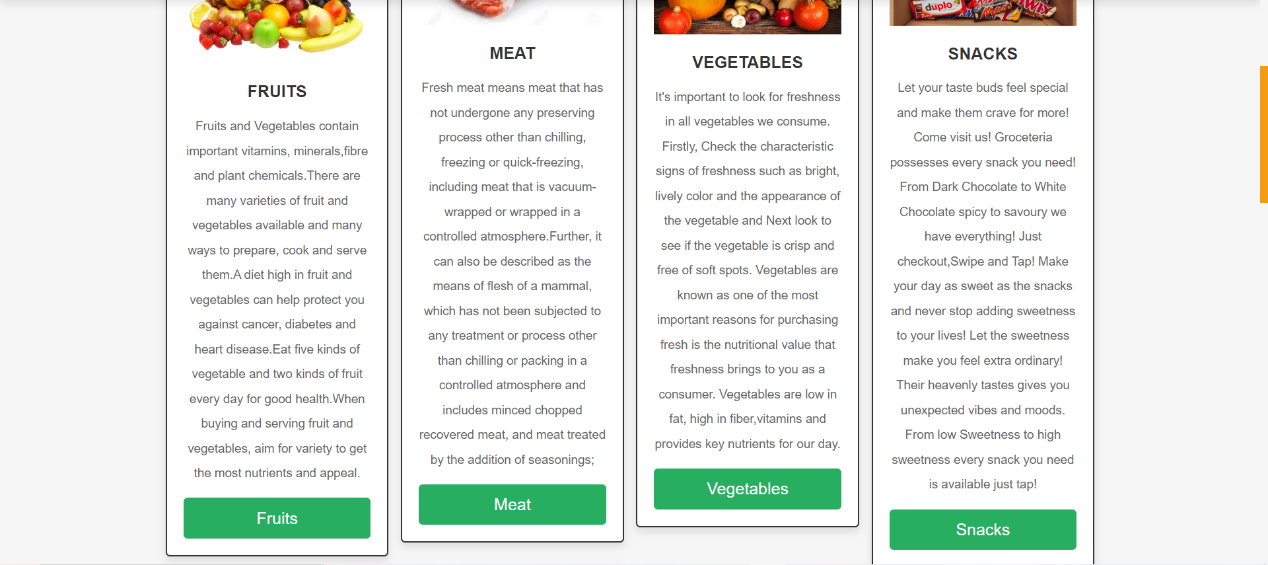 duplo
Mars
TWIX
FRUITS
Fruits and Vegetables contain
important vitamins, minerals,fibre
and plant chemicals.There are
many varieties of fruit and
vegetables available and many
ways to prepare, cook and serve
them.A diet high in fruit and
vegetables can help protect you
against cancer, diabetes and
heart disease.Eat five kinds of
vegetable and two kinds of fruit
every day for good health.When
buying and serving fruit and
vegetables, aim for variety to get
the most nutrients and appeal.
Fruits
MEAT
Fresh meat means meat that has
not undergone any preserving
process other than chilling,
freezing or quick-freezing,
including meat that is vacuum-
wrapped or wrapped in a
controlled atmosphere.Further, it
can also be described as the
means of flesh of a mammal,
which has not been subjected to
any treatment or process other
than chilling or packing in a
controlled atmosphere and
includes minced chopped
recovered meat, and meat treated
by the addition of seasonings;
Meat
VEGETABLES
It's important to look for freshness
in all vegetables we consume.
Firstly, Check the characteristic
signs of freshness such as bright,
lively color and the appearance of
the vegetable and Next look to
see if the vegetable is crisp and
free of soft spots. Vegetables are
known as one of the most
important reasons for purchasing
fresh is the nutritional value that
freshness brings to you as a
consumer. Vegetables are low in
fat, high in fiber,vitamins and
provides key nutrients for our day.
Vegetables
SNACKS
Let your taste buds feel special
and make them crave for more!
Come visit us! Groceteria
possesses every snack you need!
From Dark Chocolate to White
Chocolate spicy to savoury we
have everything! Just
checkout,Swipe and Tap! Make
your day as sweet as the snacks
and never stop adding sweetness
to your lives! Let the sweetness
make you feel extra ordinary!
Their heavenly tastes gives you
unexpected vibes and moods.
From low Sweetness to high
sweetness every snack you need
is available just tap!
Snacks